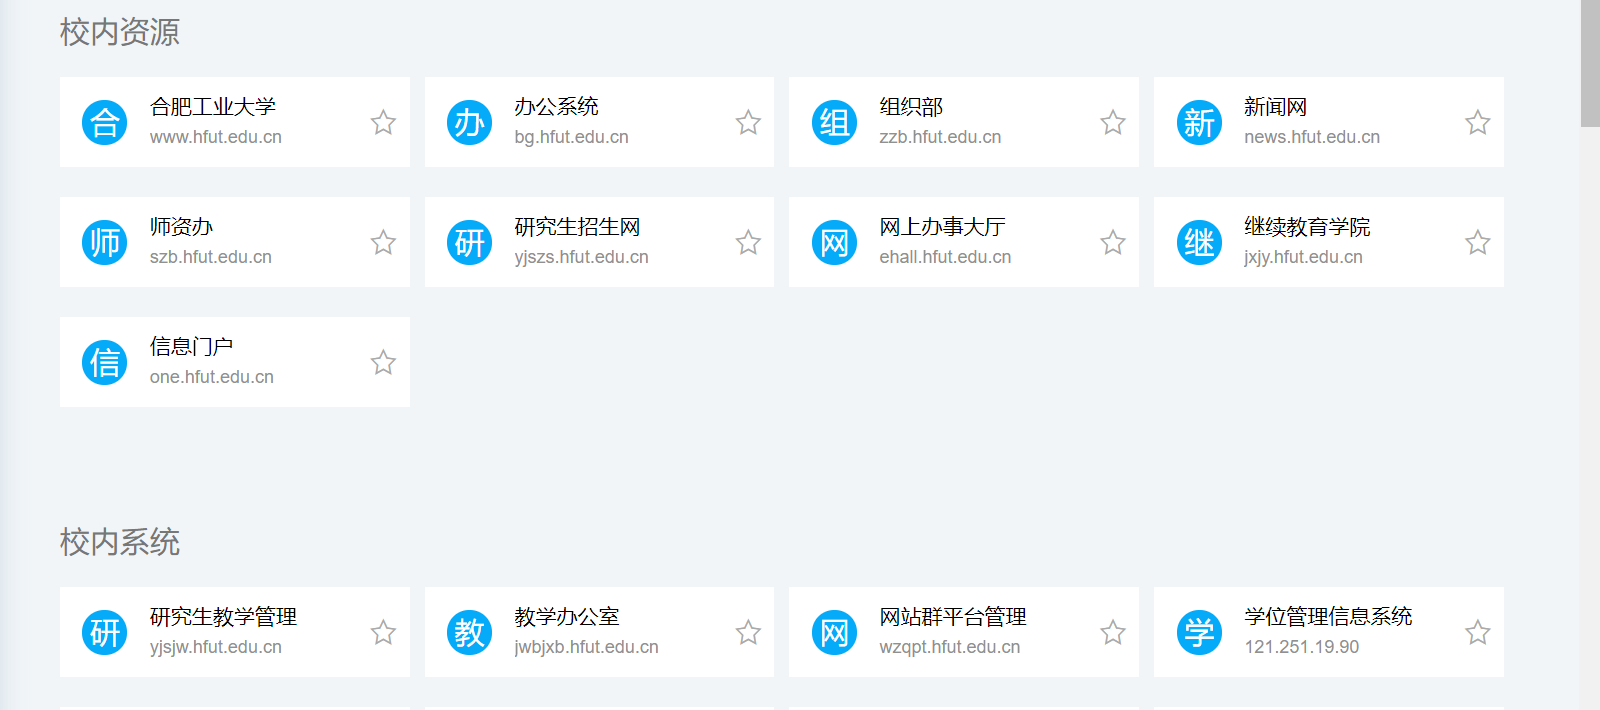 校内资源
合 合肥工业大学
www.hfut.edu.cn
办 办公系统
bg.hfut.edu.cn
组 组织部
zzb.hfut.edu.cn
新 新闻网
news.hfut.edu.cn
师 师资办
szb.hfut.edu.cn
研 研究生招生网
yjszs.hfut.edu.cn
网 网上办事大厅
ehall.hfut.edu.cn
继 继续教育学院
jxjy.hfut.edu.cn
信 信息门户
one.hfut.edu.cn
校内系统
研 研究生教学管理
yjsjw.hfut.edu.cn
教 教学办公室
jwbjxb.hfut.edu.cn
网 网站群平台管理
wzqpt.hfut.edu.cn
学 学位管理信息系统
121.251.19.90